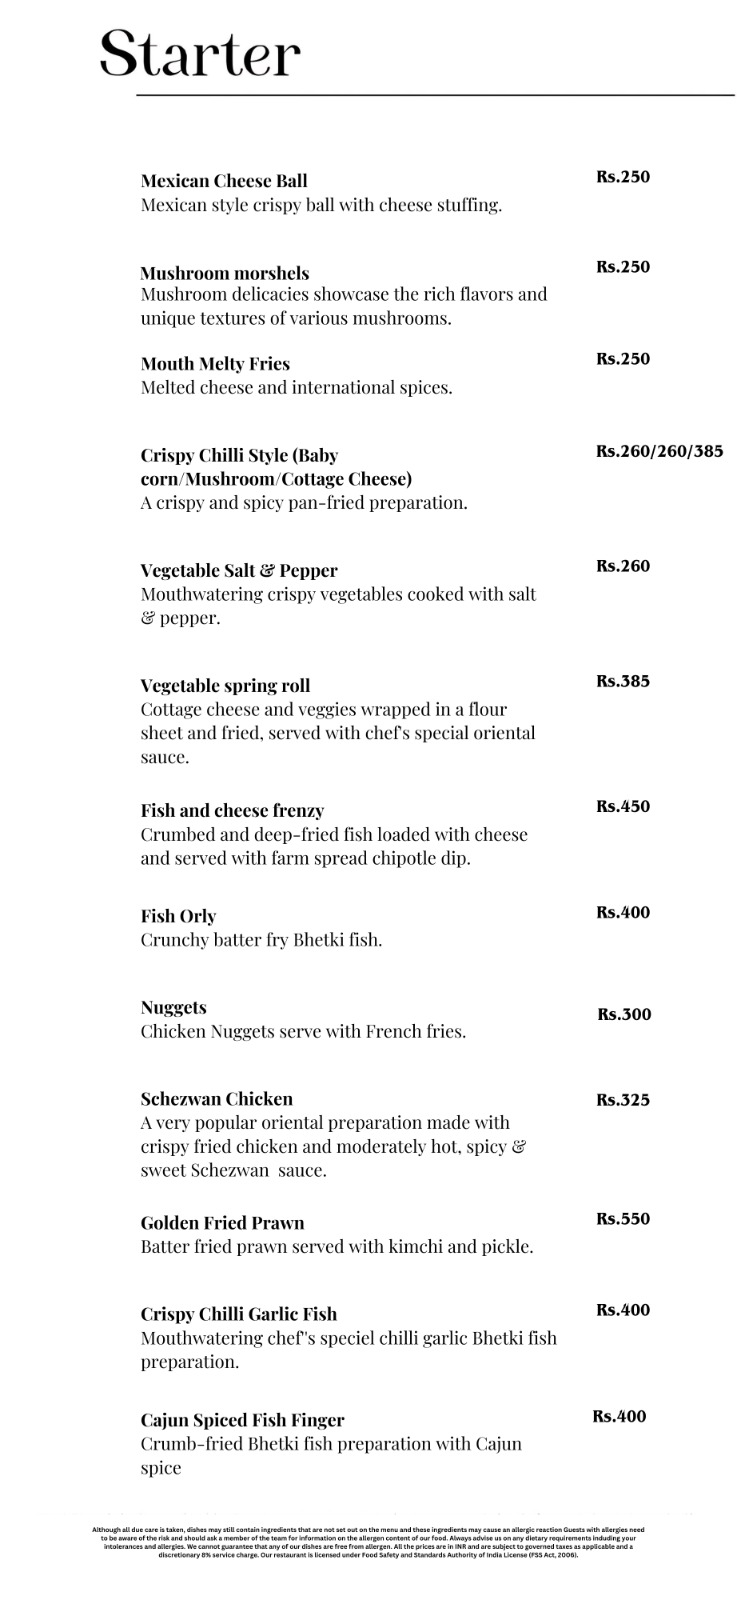 Starter
Mexican Cheese Ball
Rs.250
Mexican style crispy ball with cheese stuffing.
Mushroom morshels
Rs.250
Mushroom delicacies showcase the rich flavors and
unique textures of various mushrooms.
Mouth Melty Fries
Rs.250
Melted cheese and international spices.
Crispy Chilli Style (Baby
Rs.260/260/385
corn/Mushroom/Cottage Cheese)
A crispy and spicy pan-fried preparation.
Vegetable Salt & Pepper
Rs.260
Mouthwatering crispy vegetables cooked with salt
& pepper.
Vegetable spring roll
Rs.385
Cottage cheese and veggies wrapped in a flour
sheet and fried, served with chef's special oriental
sauce.
Fish and cheese frenzy
Rs.450
Crumbed and deep-fried fish loaded with cheese
and served with farm spread chipotle dip.
Fish Orly
Rs.400
Crunchy batter fry Bhetki fish.
Nuggets
Rs.300
Chicken Nuggets serve with French fries.
Schezwan Chicken
Rs.325
A very popular oriental preparation made with
crispy fried chicken and moderately hot, spicy &
sweet Schezwan  sauce.
Golden Fried Prawn
Rs.550
Batter fried prawn served with kimchi and pickle.
Crispy Chilli Garlic Fish
Rs.400
Mouthwatering chef"s speciel chilli garlic Bhetki fish
preparation.
Cajun Spiced Fish Finger
Rs.400
Crumb-fried Bhetki fish preparation with Cajun
spice
Although all due care is taken, dishes may still contain ingredients that are not set out on the menu and these ingredients may cause an allergic reaction Guests with allergies need
to be aware of the risk and should ask a member of the team for information on the allergen content of our food. Always advise us on any dietary requirements including your
intolerances and allergies. We cannot guarantee that any of our dishes are free from allergen. All the prices are in INR and are subject to governed taxes as applicable and a
discretionary 8% service charge. Our restaurant is licensed under Food Safety and Standards Authority of India License (FSS Act, 2006).